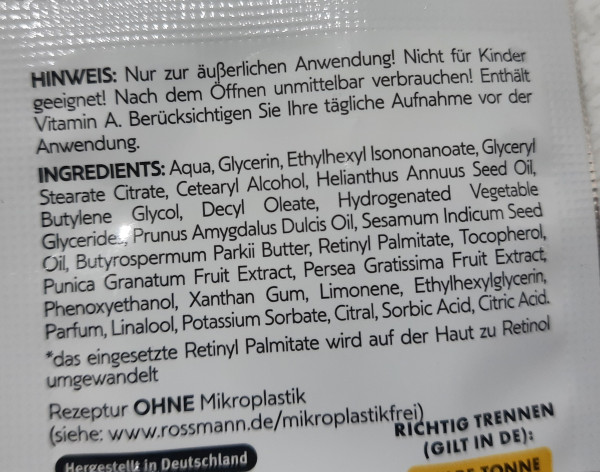 HINWEIS: Nur zur äußerlichen Anwendung! Nicht für Kinder
geeignet! Nach dem Öffnen unmittelbar verbrauchen! Enthält
Vitamin A. Berücksichtigen Sie Ihre tägliche Aufnahme vor der
Anwendung.
INGREDIENTS: Aqua, Glycerin, Ethylhexyl Isononanoate, Glyceryl
Stearate Citrate, Cetearyl Alcohol, Helianthus Annuus Seed Oil,
Butylene Glycol, Decyl Oleate, Hydrogenated Vegetable
Glycerides, Prunus Amygdalus Dulcis Oil, Sesamum Indicum Seed
Oil, Butyrospermum Parkii Butter, Retinyl Palmitate, Tocopherol,
Punica Granatum Fruit Extract, Persea Gratissima Fruit Extract,
Phenoxyethanol, Xanthan Gum, Limonene, Ethylhexylglycerin,
Parfum, Linalool, Potassium Sorbate, Citral, Sorbic Acid, Citric Acid.
*das eingesetzte Retinyl Palmitate wird auf der Haut zu Retinol
umgewandelt
Rezeptur OHNE Mikroplastik
(siehe: www.rossmann.de/mikroplastikfrei)
Hergestellt in Deutschland
RICHTIG TRENNEN
(GILT IN DE):
TONNE